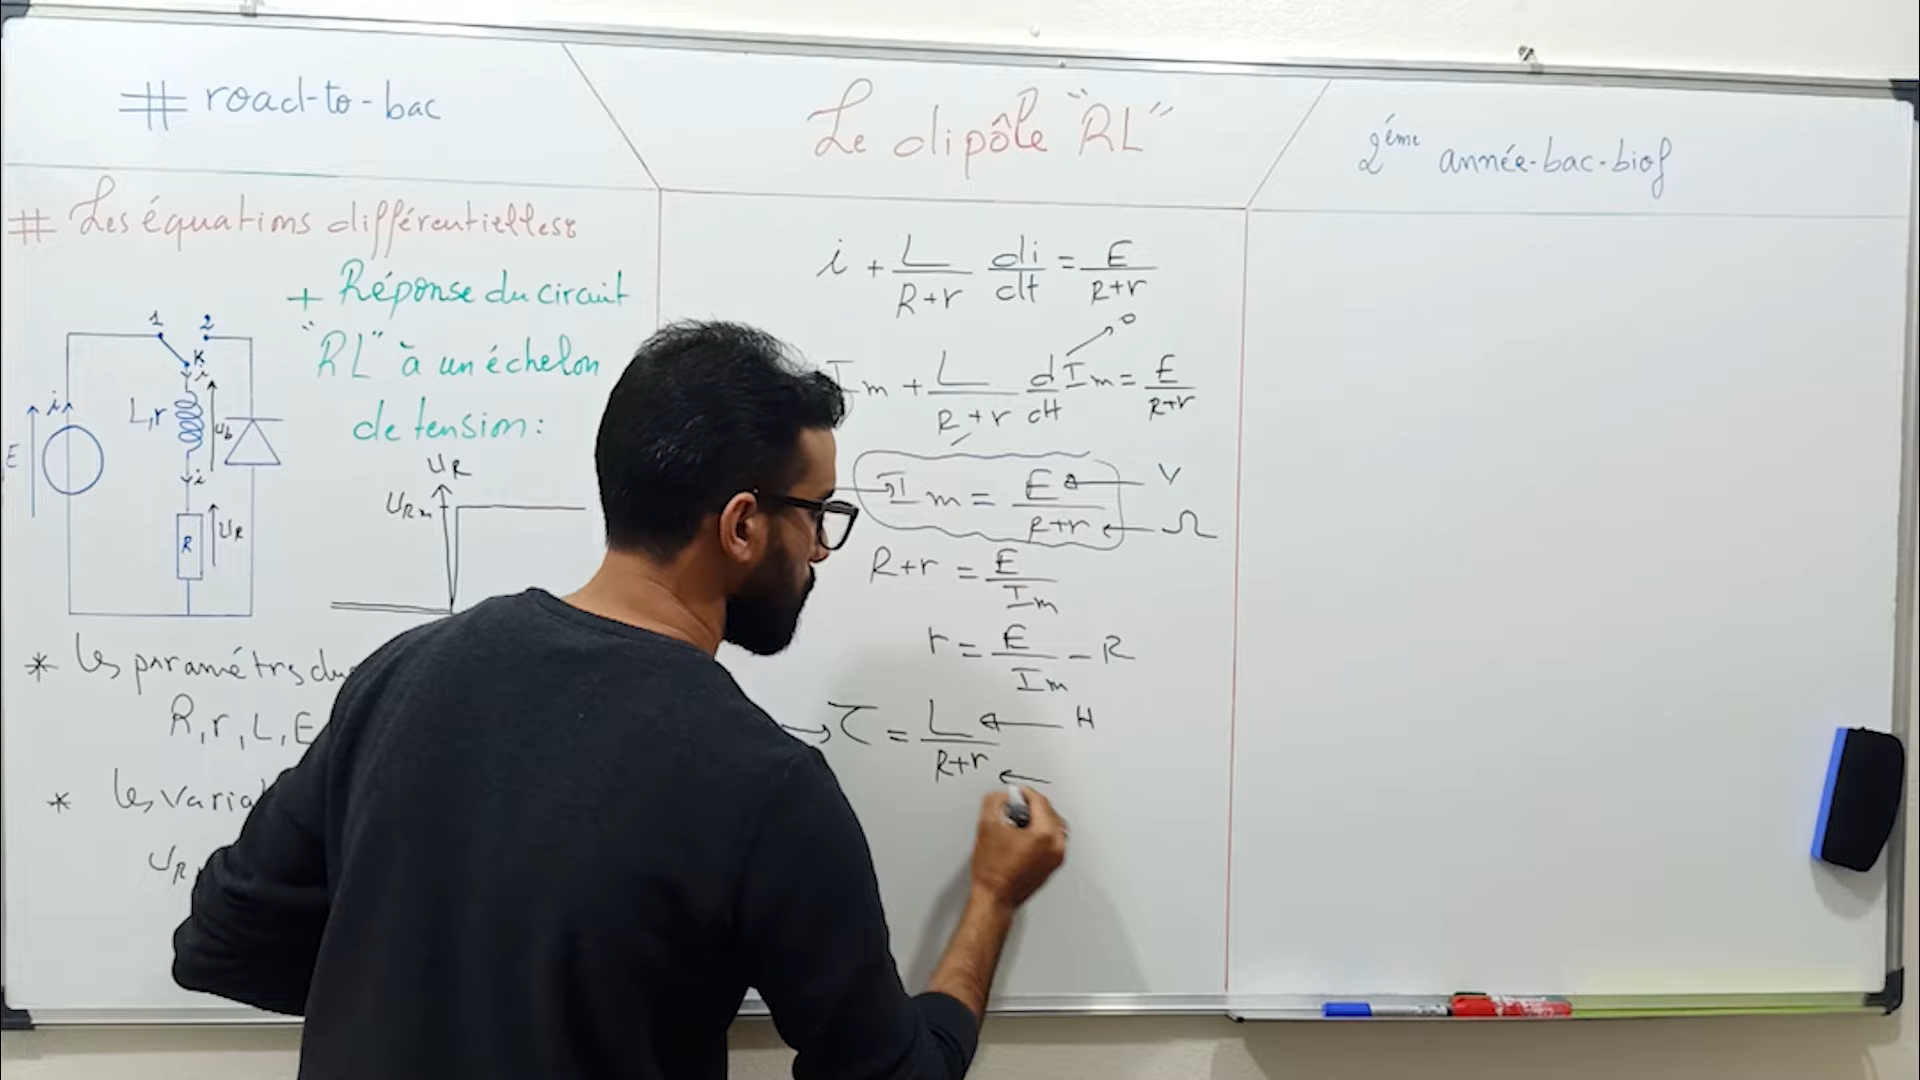 # road-to-bac
Le dipôle "RL"
2ème année-bac-biof
# Les équations différentielles
+ Réponse du circuit
"RL" à un échelon
de tension:
1 2
K
i
i
L,r
ub
E
i
R
UR
UR
URm
* les paramétrs du
R, r, L, E
* les varia
UR
i + L/(R+r) di/dt = E/(R+r)
0
Im + L/(R+r) d/dt Im = E/(R+r)
Im = E/(R+r)
V
Ω
R+r = E/Im
r = E/Im - R
τ = L/(R+r)
H